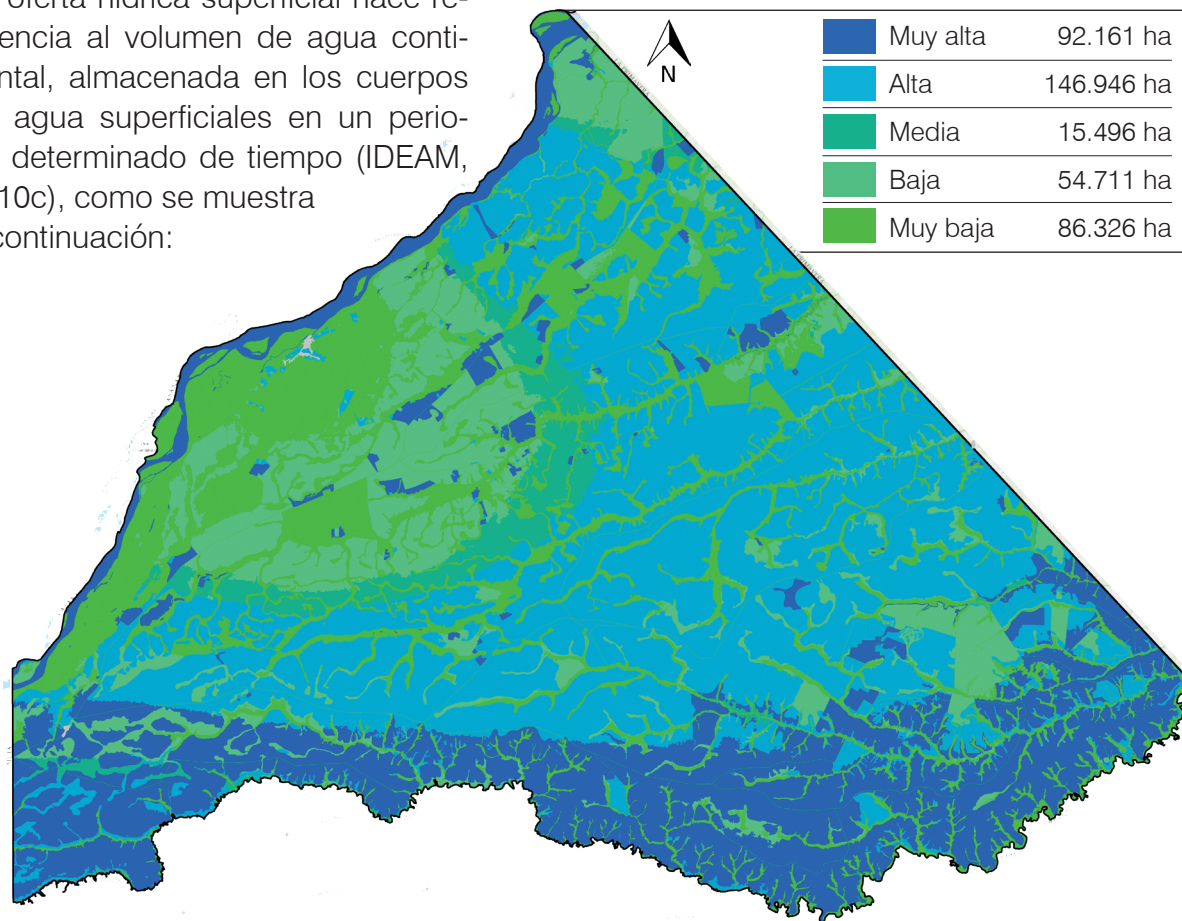 oferta hídrica superficial hace re-
encia al volumen de agua conti-
ntal, almacenada en los cuerpos
agua superficiales en un perio-
determinado de tiempo (IDEAM,
10c), como se muestra
continuación:
N
Muy alta 92.161 ha
Alta 146.946 ha
Media 15.496 ha
Baja 54.711 ha
Muy baja 86.326 ha